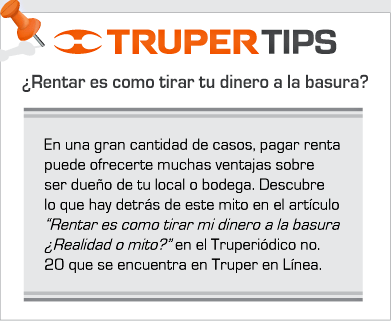 TRUPER TIPS
¿Rentar es como tirar tu dinero a la basura?
En una gran cantidad de casos, pagar renta
puede ofrecerte muchas ventajas sobre
ser dueño de tu local o bodega. Descubre
lo que hay detrás de este mito en el artículo
“Rentar es como tirar mi dinero a la basura
¿Realidad o mito?” en el Truperiódico no.
20 que se encuentra en Truper en Línea.